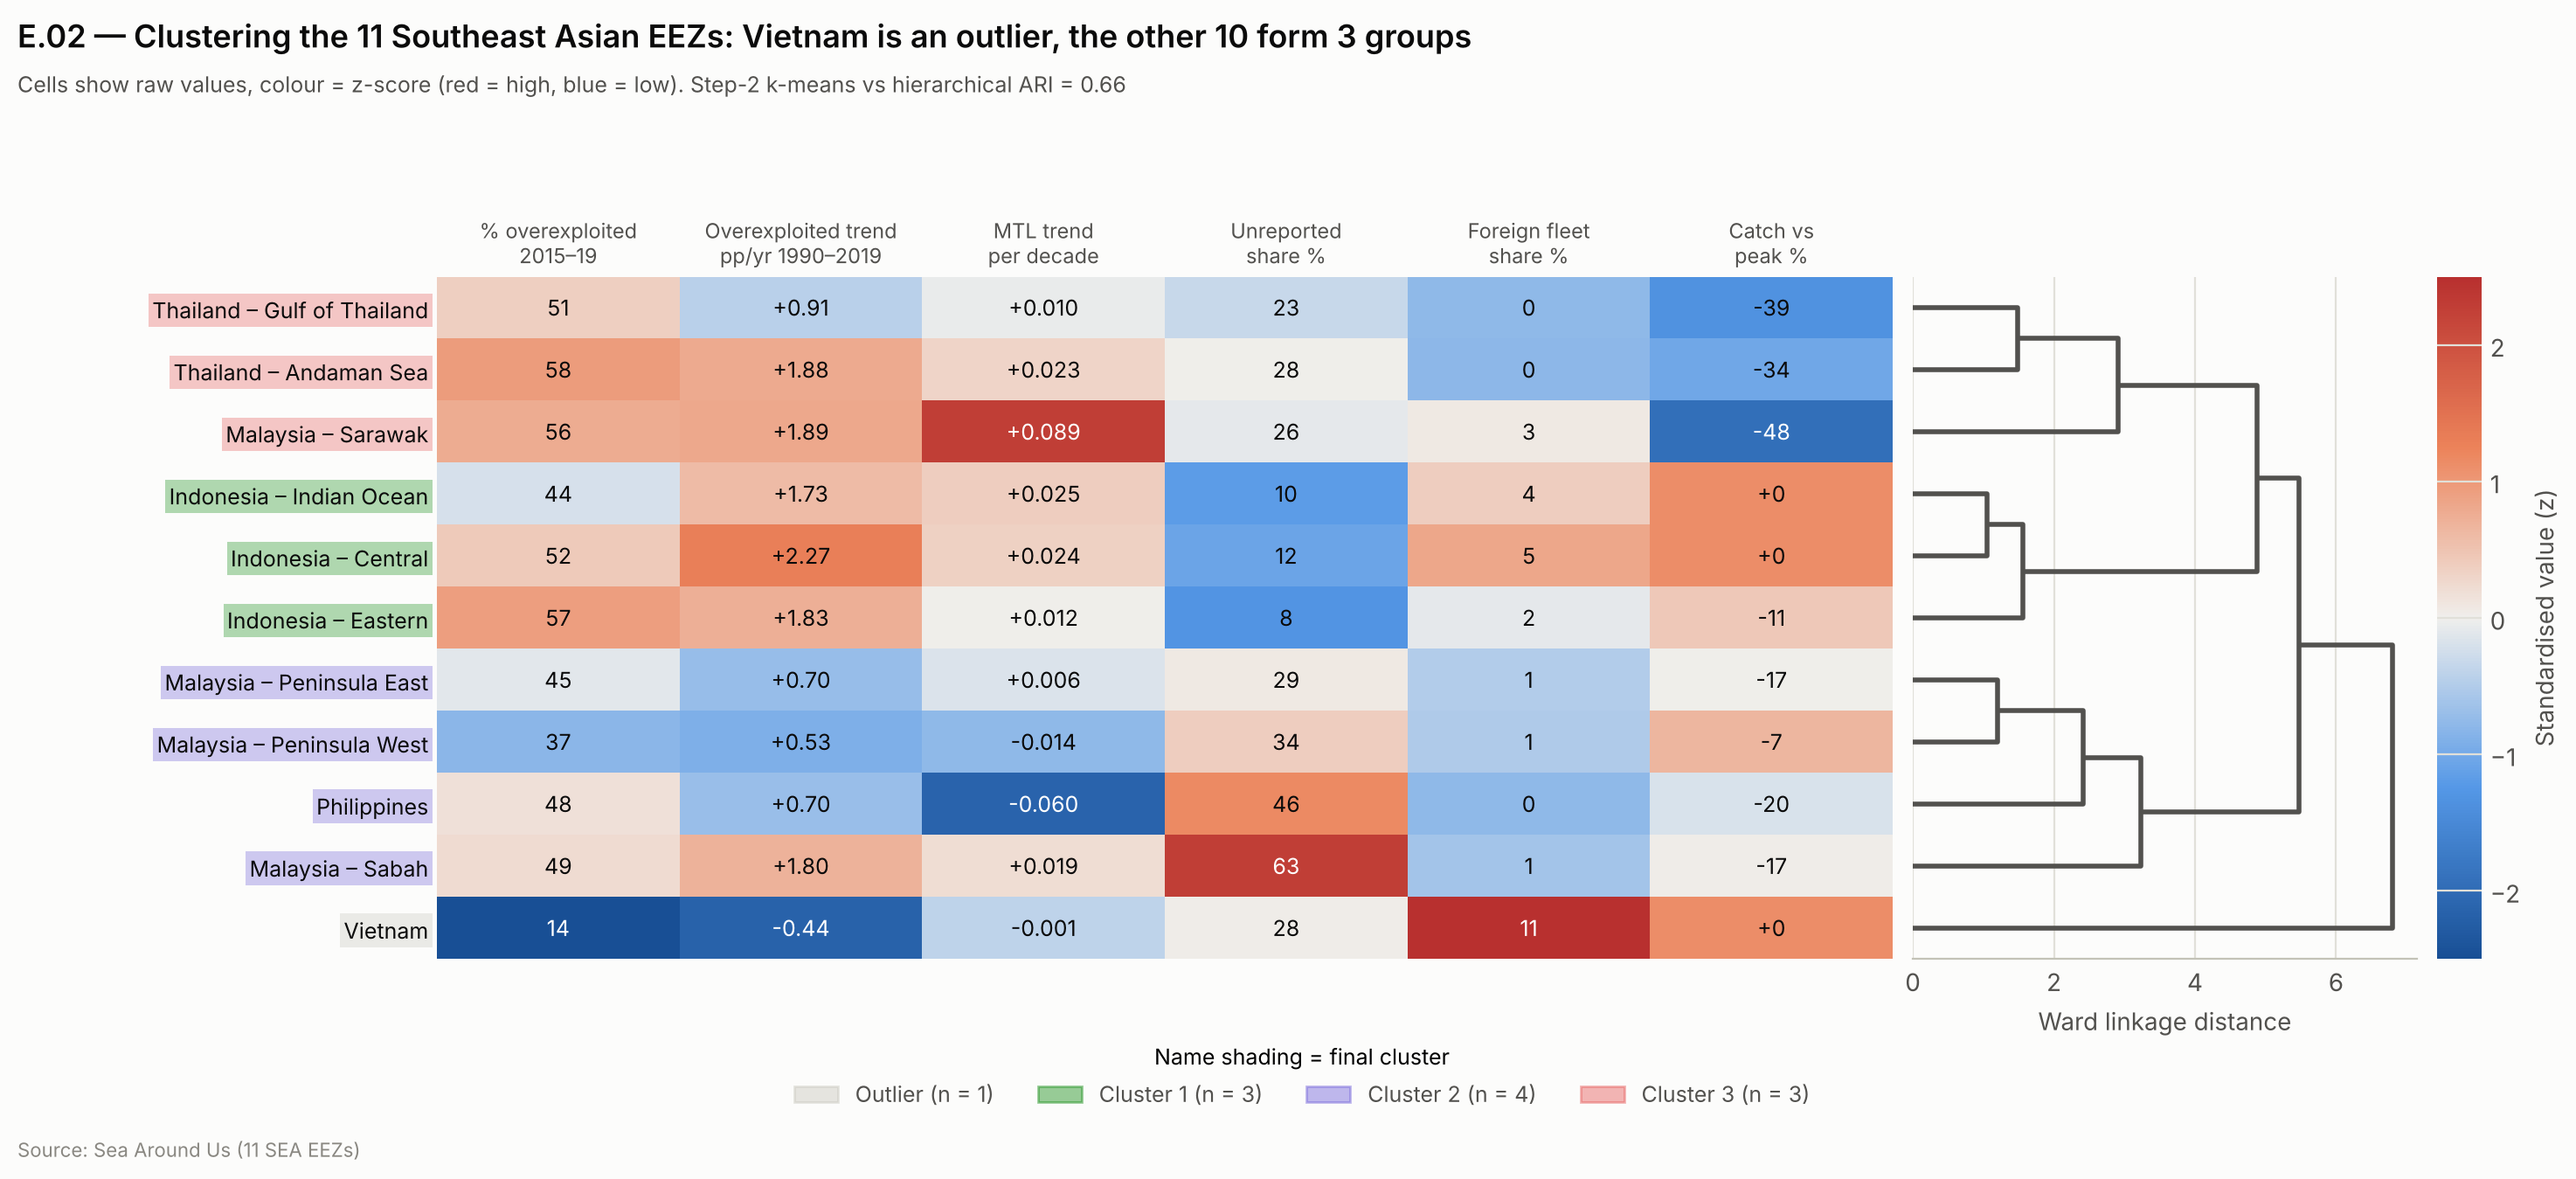 E.02 — Clustering the 11 Southeast Asian EEZs: Vietnam is an outlier, the other 10 form 3 groups
Cells show raw values, colour = z-score (red = high, blue = low). Step-2 k-means vs hierarchical ARI = 0.66
% overexploited
2015–19
Overexploited trend
pp/yr 1990–2019
MTL trend
per decade
Unreported
share %
Foreign fleet
share %
Catch vs
peak %
Thailand – Gulf of Thailand 51 +0.91 +0.010 23 0 -39
Thailand – Andaman Sea 58 +1.88 +0.023 28 0 -34
Malaysia – Sarawak 56 +1.89 +0.089 26 3 -48
Indonesia – Indian Ocean 44 +1.73 +0.025 10 4 +0
Indonesia – Central 52 +2.27 +0.024 12 5 +0
Indonesia – Eastern 57 +1.83 +0.012 8 2 -11
Malaysia – Peninsula East 45 +0.70 +0.006 29 1 -17
Malaysia – Peninsula West 37 +0.53 -0.014 34 1 -7
Philippines 48 +0.70 -0.060 46 0 -20
Malaysia – Sabah 49 +1.80 +0.019 63 1 -17
Vietnam 14 -0.44 -0.001 28 11 +0
0 2 4 6
Ward linkage distance
2
1
0
−1
−2
Standardised value (z)
Name shading = final cluster
Outlier (n = 1) Cluster 1 (n = 3) Cluster 2 (n = 4) Cluster 3 (n = 3)
Source: Sea Around Us (11 SEA EEZs)